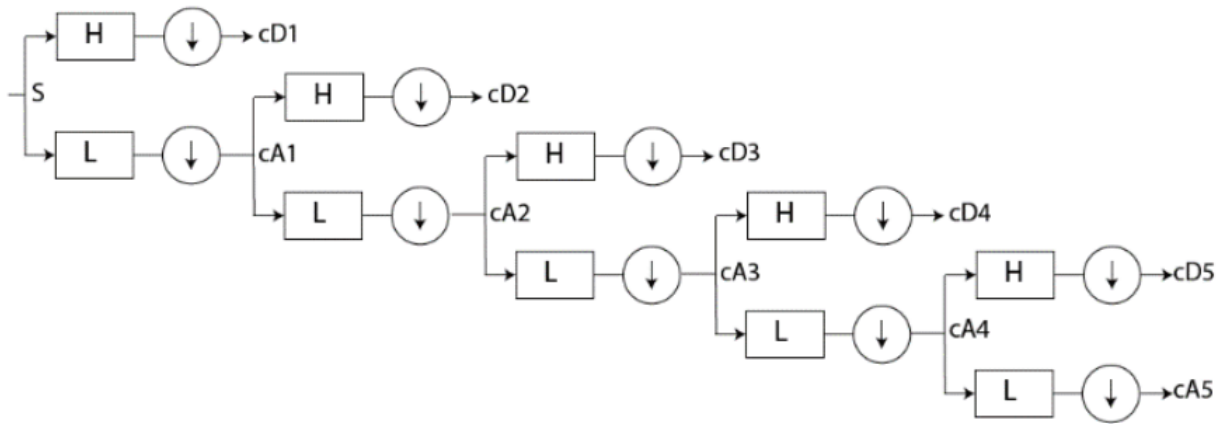 H cD1
S
H cD2
L cA1
H cD3
L cA2
H cD4
L cA3
H cD5
L cA4
L cA5